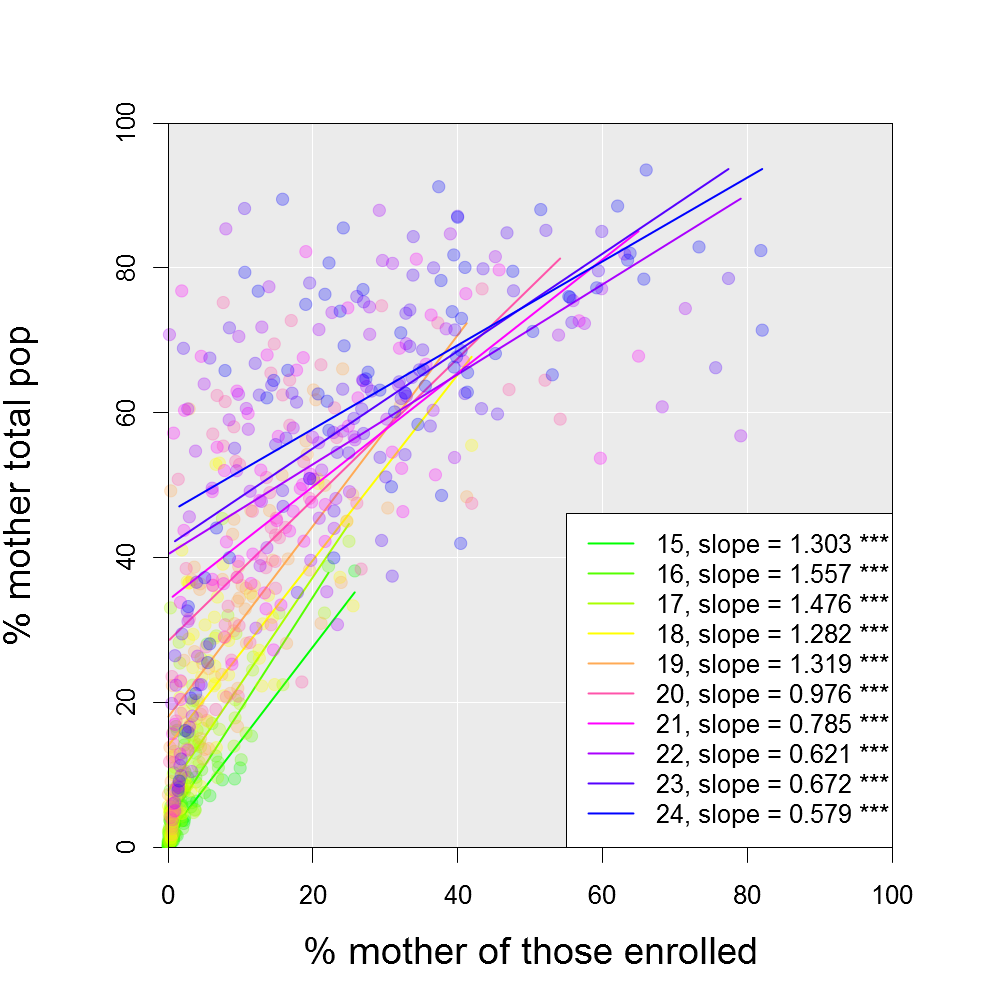 % mother total pop
100
80
60
40
20
0
15, slope = 1.303 ***
16, slope = 1.557 ***
17, slope = 1.476 ***
18, slope = 1.282 ***
19, slope = 1.319 ***
20, slope = 0.976 ***
21, slope = 0.785 ***
22, slope = 0.621 ***
23, slope = 0.672 ***
24, slope = 0.579 ***
0 20 40 60 80 100
% mother of those enrolled